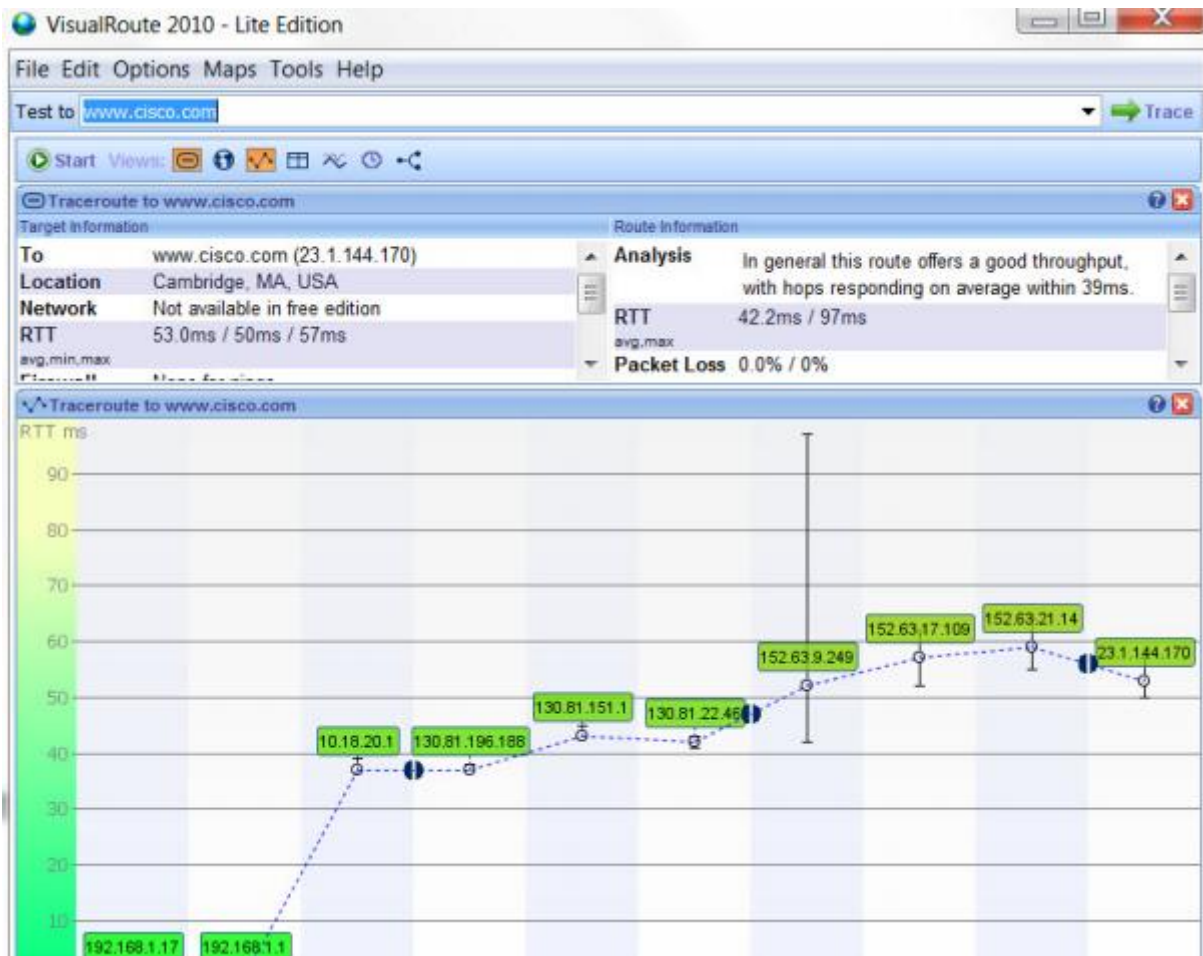 VisualRoute 2010 - Lite Edition
File Edit Options Maps Tools Help
Test to www.cisco.com Trace
Start Views:
Traceroute to www.cisco.com
Target Information
To www.cisco.com (23.1.144.170)
Location Cambridge, MA, USA
Network Not available in free edition
RTT 53.0ms / 50ms / 57ms
avg,min,max
Route Information
Analysis In general this route offers a good throughput,
with hops responding on average within 39ms.
RTT 42.2ms / 97ms
avg,max
Packet Loss 0.0% / 0%
Traceroute to www.cisco.com
RTT ms
90
80
70
60
50
40
30
20
10
192.168.1.17
192.168.1.1
10.18.20.1
130.81.196.188
130.81.151.1
130.81.22.46
152.63.9.249
152.63.17.109
152.63.21.14
23.1.144.170